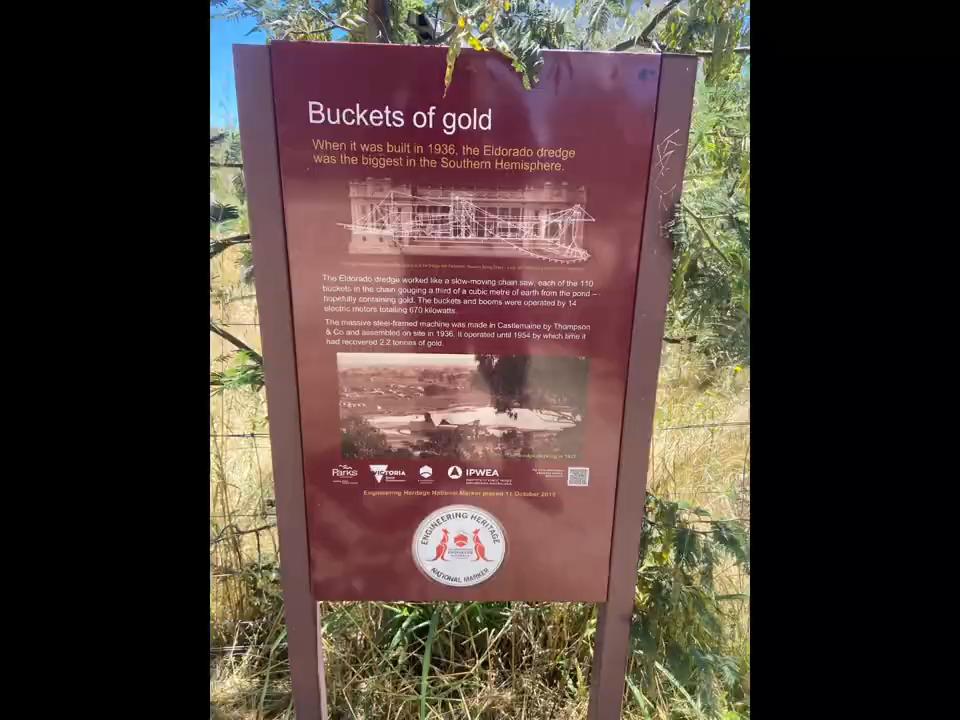 Buckets of gold
When it was built in 1936, the Eldorado dredge
was the biggest in the Southern Hemisphere.
The Eldorado dredge worked like a slow-moving chain saw, each of the 110
buckets in the chain gouging a third of a cubic metre of earth from the pond –
hopefully containing gold. The buckets and booms were operated by 14
electric motors totalling 670 kilowatts.
The massive steel-framed machine was made in Castlemaine by Thompson
& Co and assembled on site in 1936. It operated until 1954 by which time it
had recovered 2.2 tonnes of gold.
Parks
VICTORIA
IPWEA
Engineering Heritage National Marker placed October
ENGINEERING HERITAGE
NATIONAL MARKER